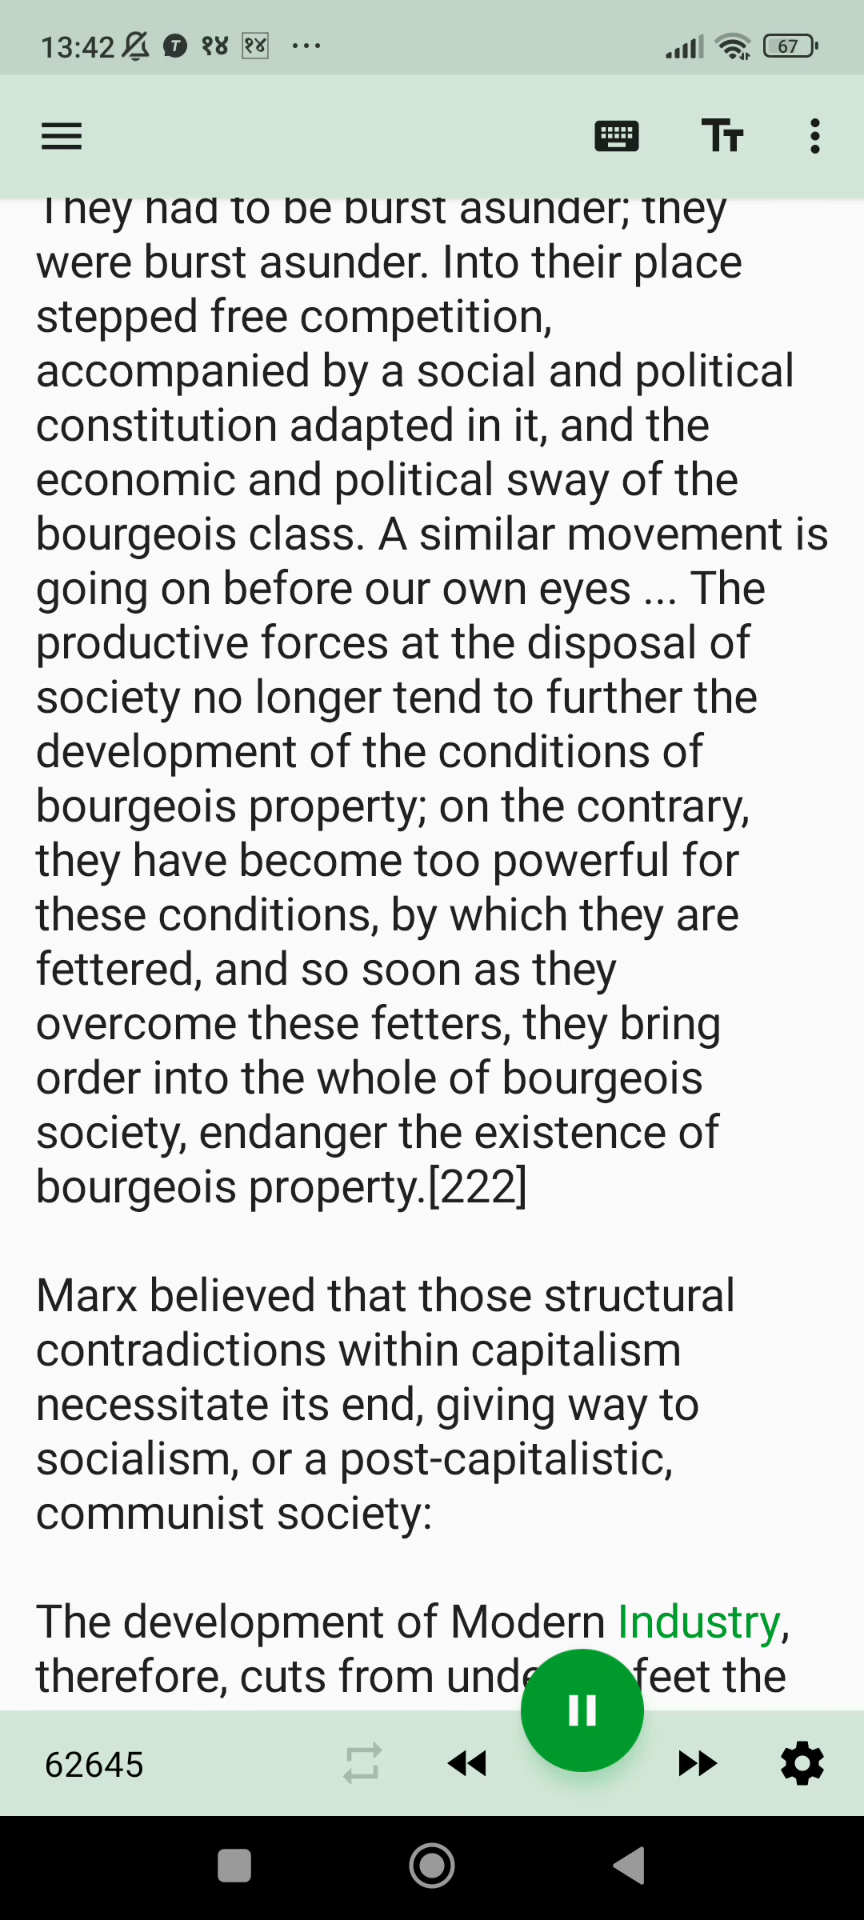 13:42 T १४ १४ ... 67
TT
They had to be burst asunder; they
were burst asunder. Into their place
stepped free competition,
accompanied by a social and political
constitution adapted in it, and the
economic and political sway of the
bourgeois class. A similar movement is
going on before our own eyes ... The
productive forces at the disposal of
society no longer tend to further the
development of the conditions of
bourgeois property; on the contrary,
they have become too powerful for
these conditions, by which they are
fettered, and so soon as they
overcome these fetters, they bring
order into the whole of bourgeois
society, endanger the existence of
bourgeois property.[222]
Marx believed that those structural
contradictions within capitalism
necessitate its end, giving way to
socialism, or a post-capitalistic,
communist society:
The development of Modern Industry,
therefore, cuts from unde feet the
62645